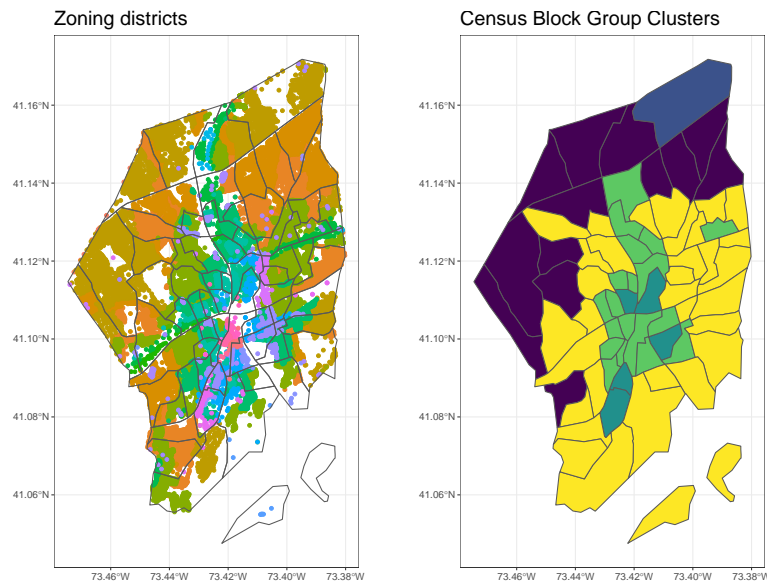 Zoning districts
Census Block Group Clusters
41.16°N
41.14°N
41.12°N
41.10°N
41.08°N
41.06°N
73.46°W 73.44°W 73.42°W 73.40°W 73.38°W
41.16°N
41.14°N
41.12°N
41.10°N
41.08°N
41.06°N
73.46°W 73.44°W 73.42°W 73.40°W 73.38°W